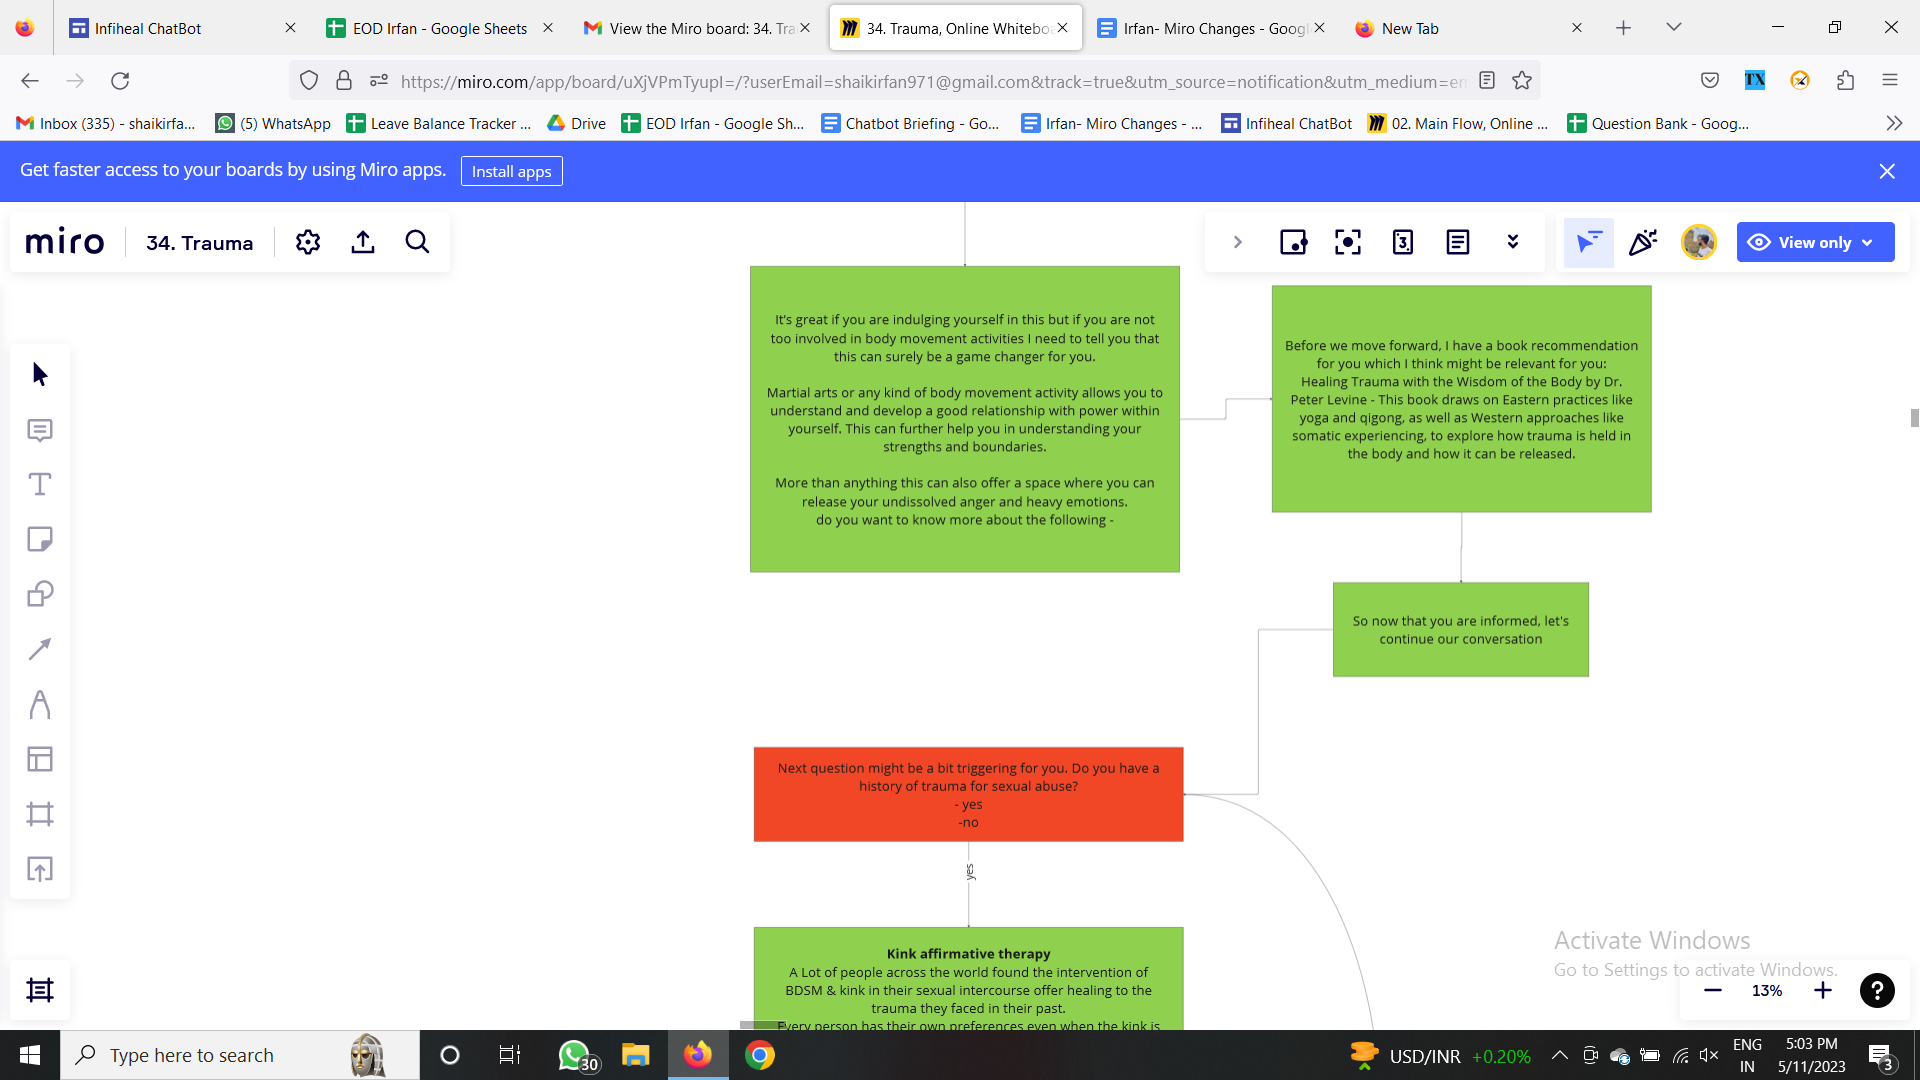 Infiheal ChatBot
EOD Irfan - Google Sheets
View the Miro board: 34. Tra
34. Trauma, Online Whiteboa
Irfan- Miro Changes - Googl
New Tab
https://miro.com/app/board/uXjVPmTyupI=/?userEmail=shaikirfan971@gmail.com&track=true&utm_source=notification&utm_medium=em
TX
Inbox (335) - shaikirfa...
(5) WhatsApp
Leave Balance Tracker ...
Drive
EOD Irfan - Google Sh...
Chatbot Briefing - Go...
Irfan- Miro Changes - ...
Infiheal ChatBot
02. Main Flow, Online ...
Question Bank - Goog...
Get faster access to your boards by using Miro apps.
Install apps
miro
34. Trauma
3
View only
It's great if you are indulging yourself in this but if you are not
too involved in body movement activities I need to tell you that
this can surely be a game changer for you.
Martial arts or any kind of body movement activity allows you to
understand and develop a good relationship with power within
yourself. This can further help you in understanding your
strengths and boundaries.
More than anything this can also offer a space where you can
release your undissolved anger and heavy emotions.
do you want to know more about the following -
Before we move forward, I have a book recommendation
for you which I think might be relevant for you:
Healing Trauma with the Wisdom of the Body by Dr.
Peter Levine - This book draws on Eastern practices like
yoga and qigong, as well as Western approaches like
somatic experiencing, to explore how trauma is held in
the body and how it can be released.
So now that you are informed, let's
continue our conversation
Next question might be a bit triggering for you. Do you have a
history of trauma for sexual abuse?
- yes
-no
yes
Kink affirmative therapy
A Lot of people across the world found the intervention of
BDSM & kink in their sexual intercourse offer healing to the
trauma they faced in their past.
Every person has their own preferences even when the kink is
Activate Windows
Go to Settings to activate Windows.
13%
?
Type here to search
30
USD/INR +0.20%
ENG
IN
5:03 PM
5/11/2023
3